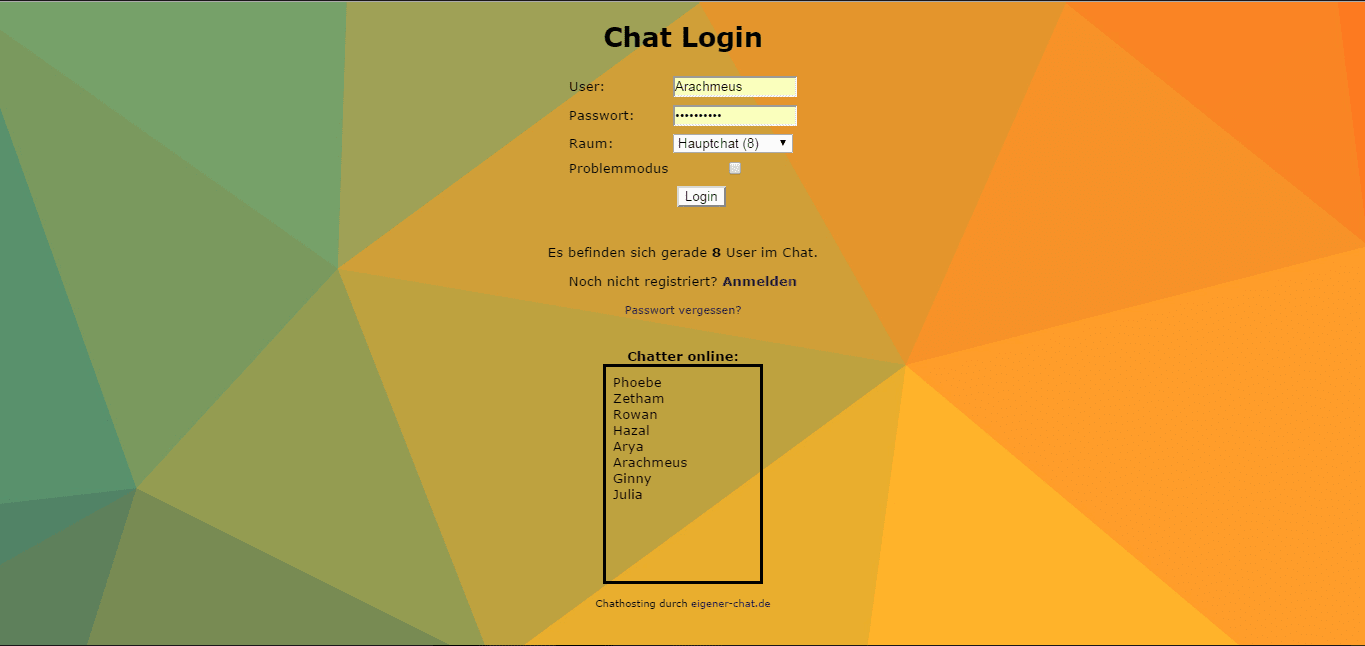 Chat Login
User: Arachmeus
Passwort: ••••••••••
Raum: Hauptchat (8)
Problemmodus
Login
Es befinden sich gerade 8 User im Chat.
Noch nicht registriert? Anmelden
Passwort vergessen?
Chatter online:
Phoebe
Zetham
Rowan
Hazal
Arya
Arachmeus
Ginny
Julia
Chathosting durch eigener-chat.de